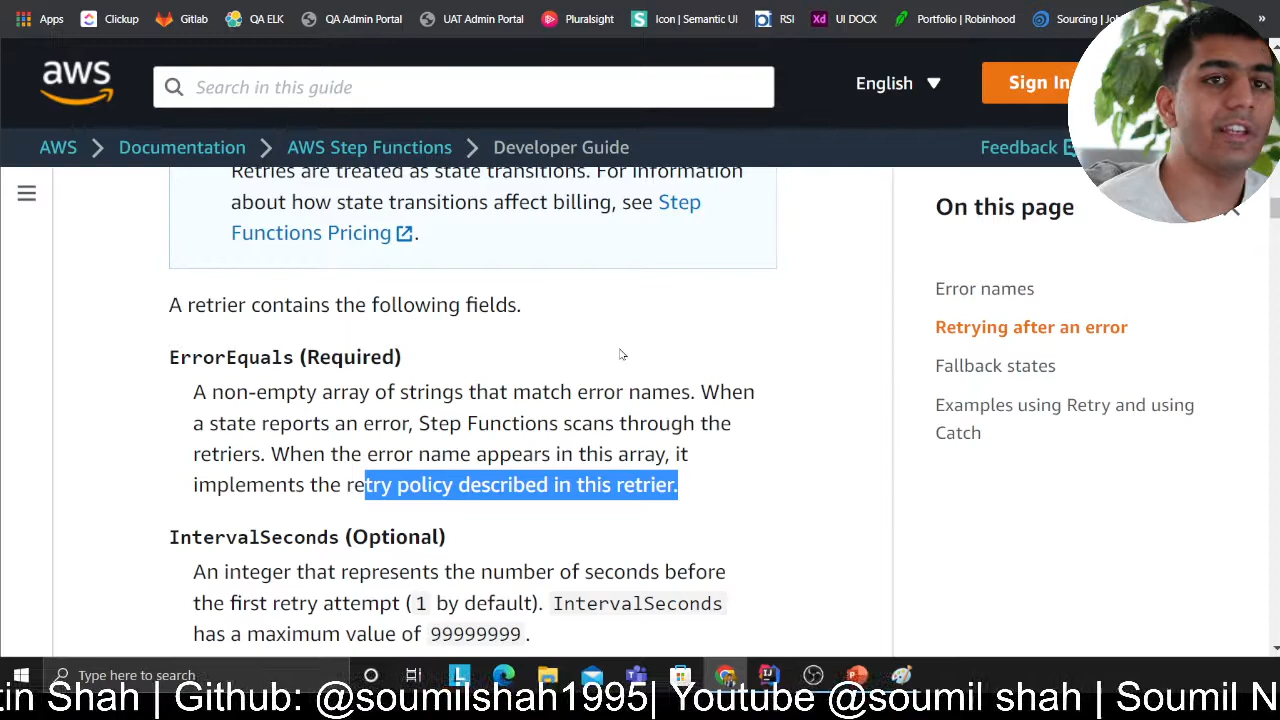 Apps
Clickup
Gitlab
QA ELK
QA Admin Portal
UAT Admin Portal
Pluralsight
Icon | Semantic UI
RSI
Xd
UI DOCX
Portfolio | Robinhood
Sourcing | Jo
»
aws
Search in this guide
English
Sign In
AWS
Documentation
AWS Step Functions
Developer Guide
Feedback
Retries are treated as state transitions. For information
about how state transitions affect billing, see Step
Functions Pricing.
A retrier contains the following fields.
ErrorEquals (Required)
A non-empty array of strings that match error names. When
a state reports an error, Step Functions scans through the
retriers. When the error name appears in this array, it
implements the retry policy described in this retrier.
IntervalSeconds (Optional)
An integer that represents the number of seconds before
the first retry attempt (1 by default). IntervalSeconds
has a maximum value of 99999999.
On this page
Error names
Retrying after an error
Fallback states
Examples using Retry and using
Catch
Type here to search
tin Shah | Github: @soumilshah1995| Youtube @soumil shah | Soumil N